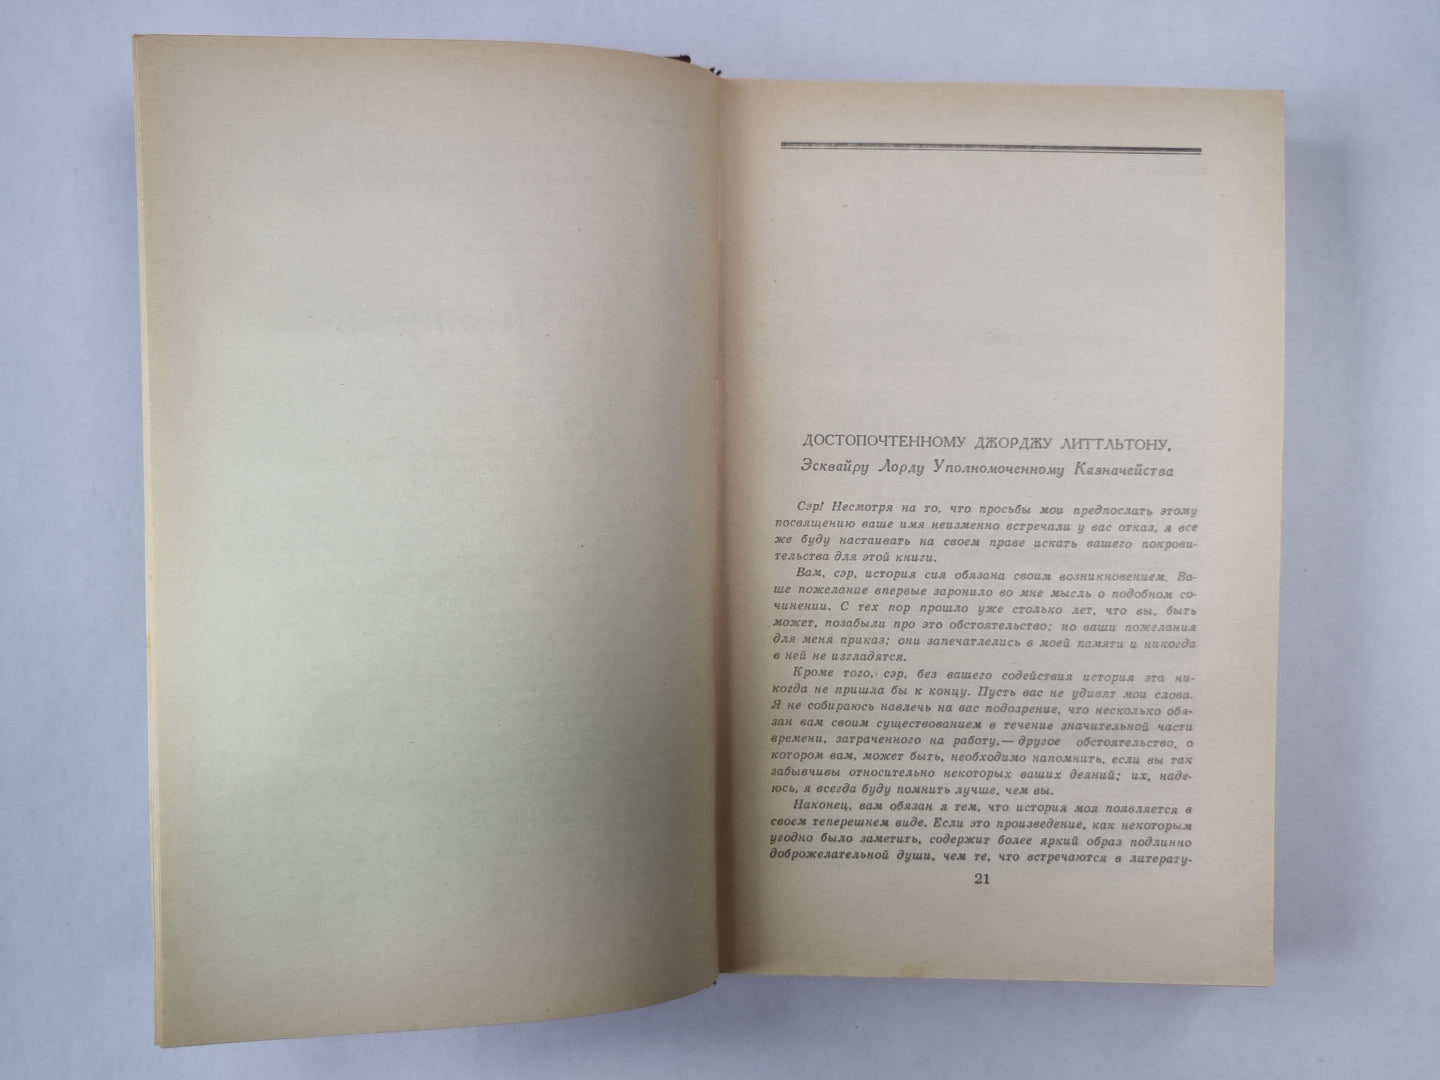 ДОСТОПОЧТЕННОМУ ДЖОРДЖУ ЛИТТЛЬТОНУ,
Эсквайру Лорду Уполномоченному Казначейства
Сэр! Несмотря на то, что просьбы мои предпослать этому
посвящению ваше имя неизменно встречали у вас отказ, я все
же буду настаивать на своем праве искать вашего покрови-
тельства для этой книги.
Вам, сэр, история сия обязана своим возникновением. Ва-
ше пожелание впервые заронило во мне мысль о подобном со-
чинении. С тех пор прошло уже столько лет, что вы, быть
может, позабыли про это обстоятельство; но ваши пожелания
для меня приказ; они запечатлелись в моей памяти и никогда
в ней не изгладятся.
Кроме того, сэр, без вашего содействия история эта ни-
когда не пришла бы к концу. Пусть вас не удивят мои слова.
Я не собираюсь навлечь на вас подозрение, что несколько обя-
зан вам своим существованием в течение значительной части
времени, затраченного на работу,— другое обстоятельство, о
котором вам, может быть, необходимо напомнить, если вы так
забывчивы относительно некоторых ваших деяний; их, наде-
юсь, я всегда буду помнить лучше, чем вы.
Наконец, вам обязан я тем, что история моя появляется в
своем теперешнем виде. Если это произведение, как некоторым
угодно было заметить, содержит более яркий образ подлинно
доброжелательной души, чем те, что встречаются в литерату-
21